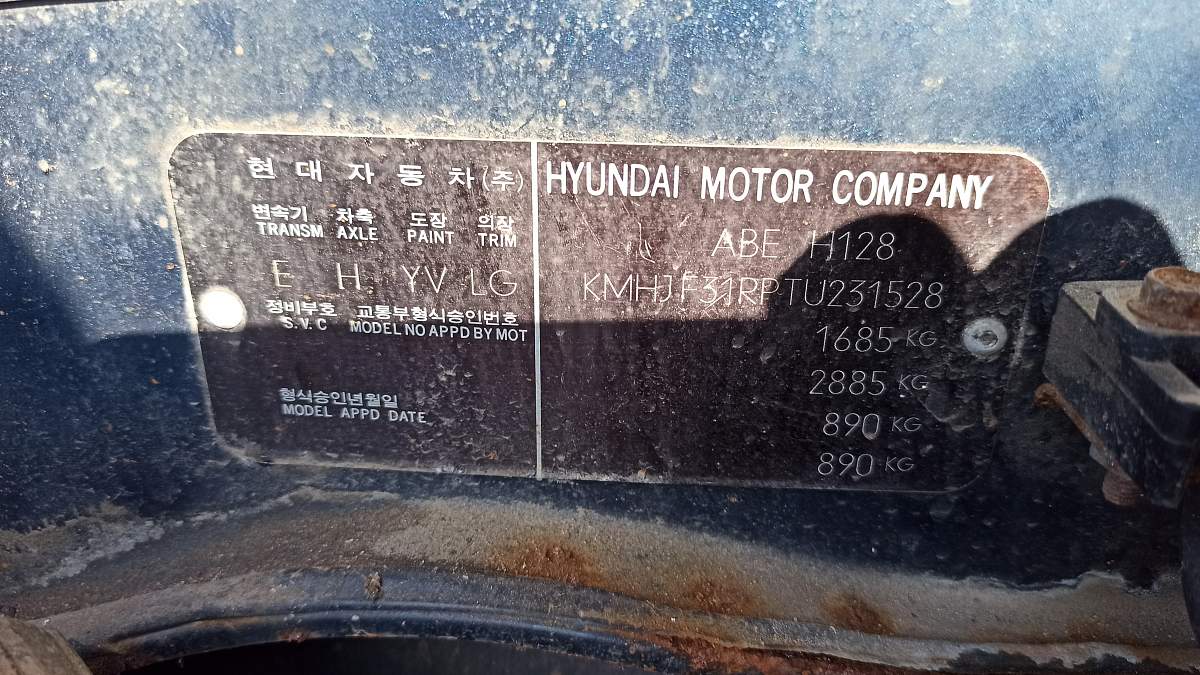 현대자동차(주)
변속기 차축 도장 의장
TRANSM AXLE PAINT TRIM
E H YV LG
정비부호 교통부형식승인번호
S.V.C MODEL NO APPD BY MOT
형식승인년월일
MODEL APPD DATE
HYUNDAI MOTOR COMPANY
ABE H128
KMHJF31RPTU231528
1685 KG
2885 KG
890 KG
890 KG